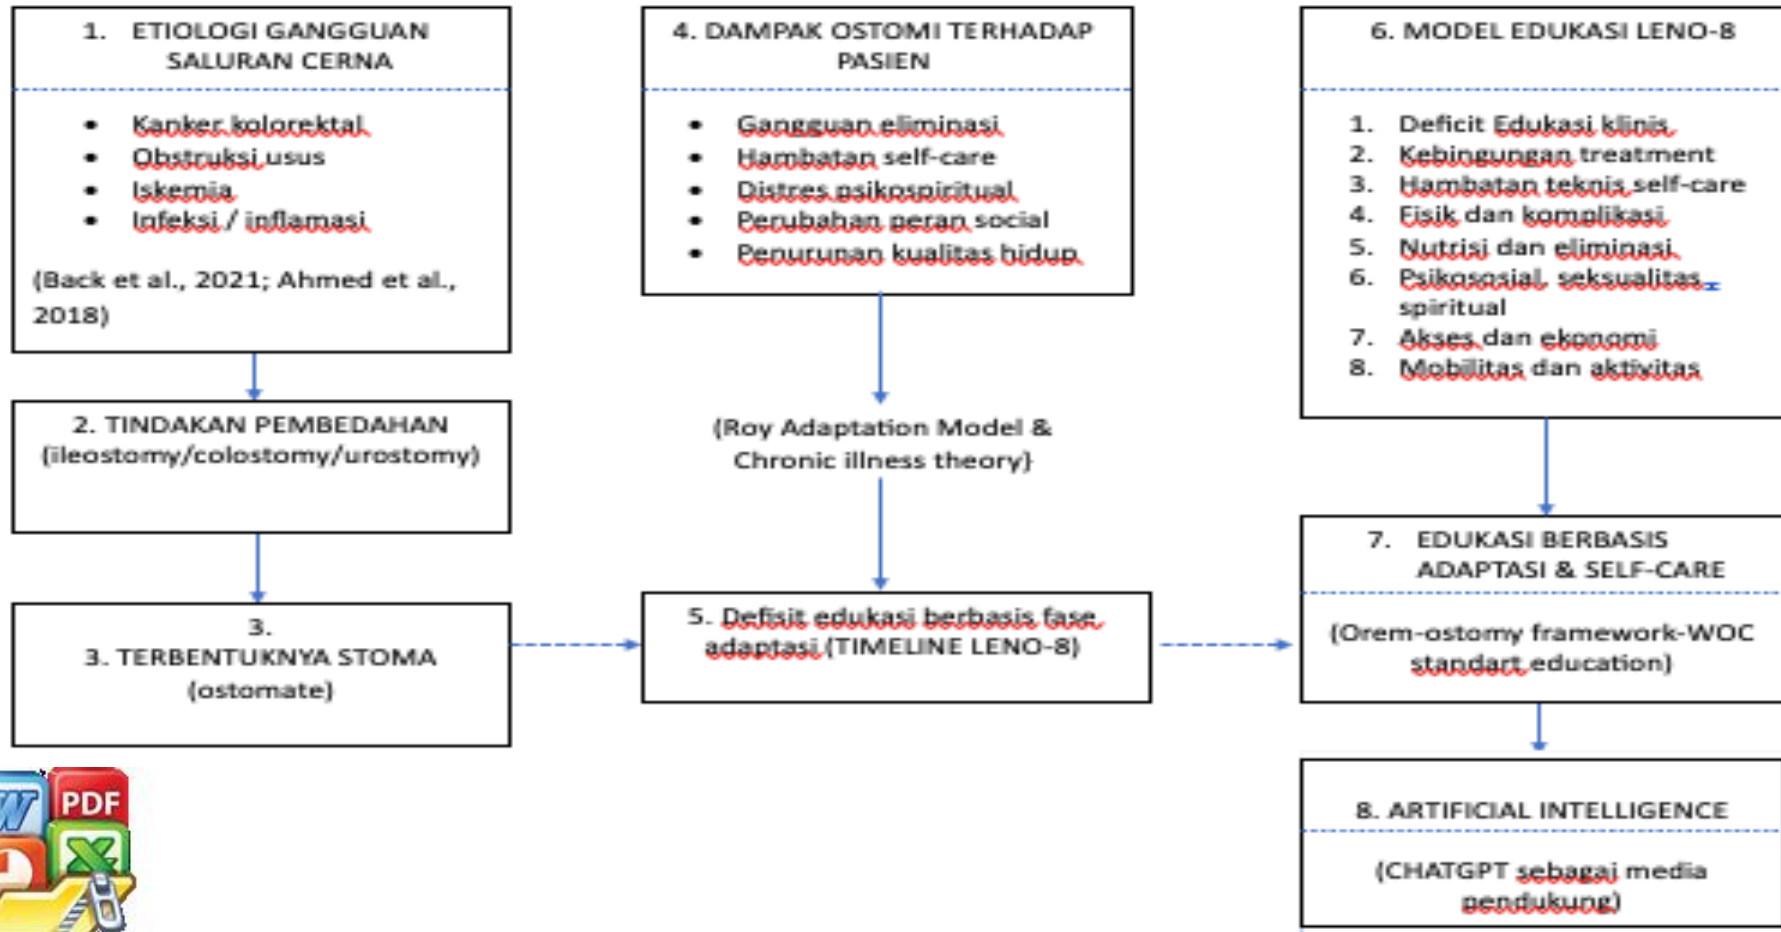 1. ETIOLOGI GANGGUAN
SALURAN CERNA
• Kanker kolorektal
• Obstruksi usus
• Iskemia
• Infeksi / inflamasi
(Back et al., 2021; Ahmed et al.,
2018)
2. TINDAKAN PEMBEDAHAN
(ileostomy/colostomy/urostomy)
3.
3. TERBENTUKNYA STOMA
(ostomate)
4. DAMPAK OSTOMI TERHADAP
PASIEN
• Gangguan eliminasi
• Hambatan self-care
• Distres psikospiritual
• Perubahan peran social
• Penurunan kualitas hidup
(Roy Adaptation Model &
Chronic illness theory}
5. Defisit edukasi berbasis fase
adaptasi (TIMELINE LENO-8)
6. MODEL EDUKASI LENO-8
1. Deficit Edukasi klinis
2. Kebingungan treatment
3. Hambatan teknis self-care
4. Fisik dan komplikasi
5. Nutrisi dan eliminasi
6. Psikososial, seksualitas,
spiritual
7. Akses dan ekonomi
8. Mobilitas dan aktivitas
7. EDUKASI BERBASIS
ADAPTASI & SELF-CARE
(Orem-ostomy framework-WOC
standart education)
8. ARTIFICIAL INTELLIGENCE
(CHATGPT sebagai media
pendukung)
W
PDF
X